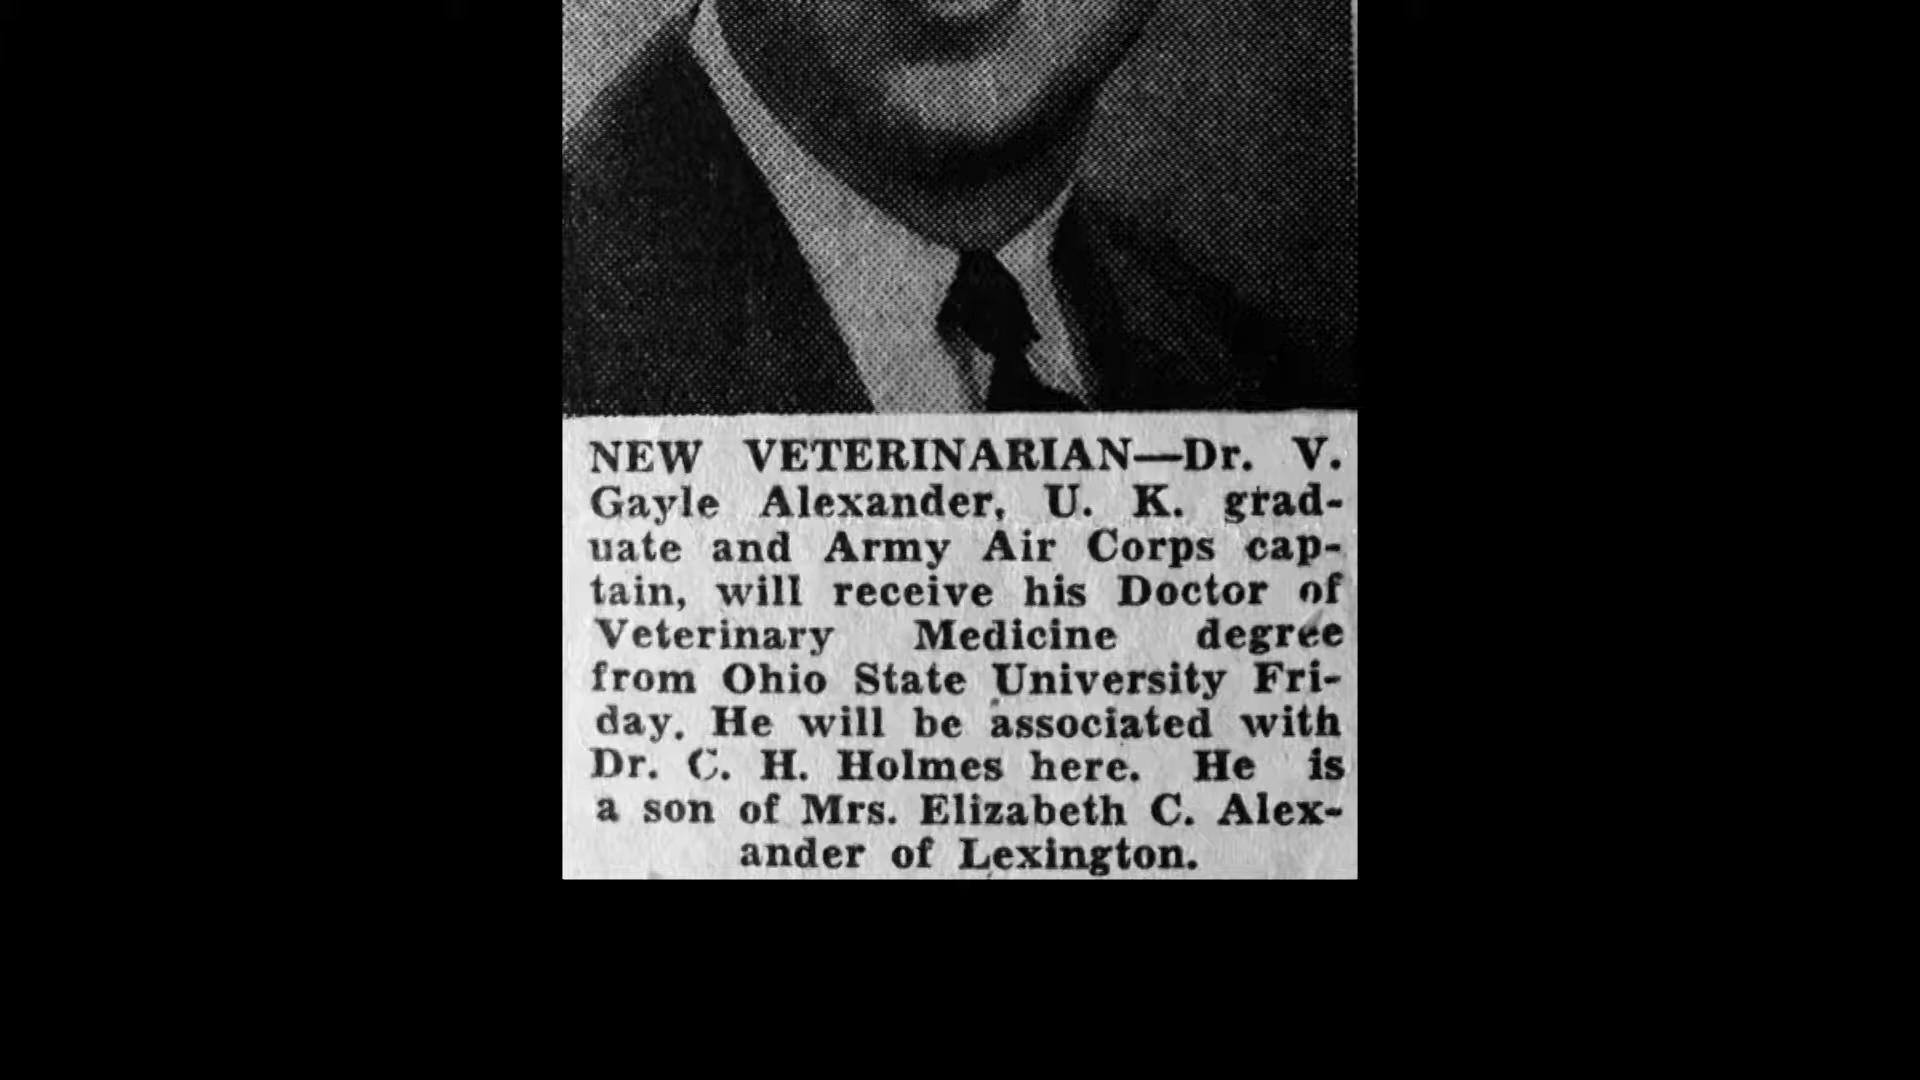 NEW VETERINARIAN—Dr. V.
Gayle Alexander, U. K. grad-
uate and Army Air Corps cap-
tain, will receive his Doctor of
Veterinary Medicine degree
from Ohio State University Fri-
day. He will be associated with
Dr. C. H. Holmes here. He is
a son of Mrs. Elizabeth C. Alex-
ander of Lexington.